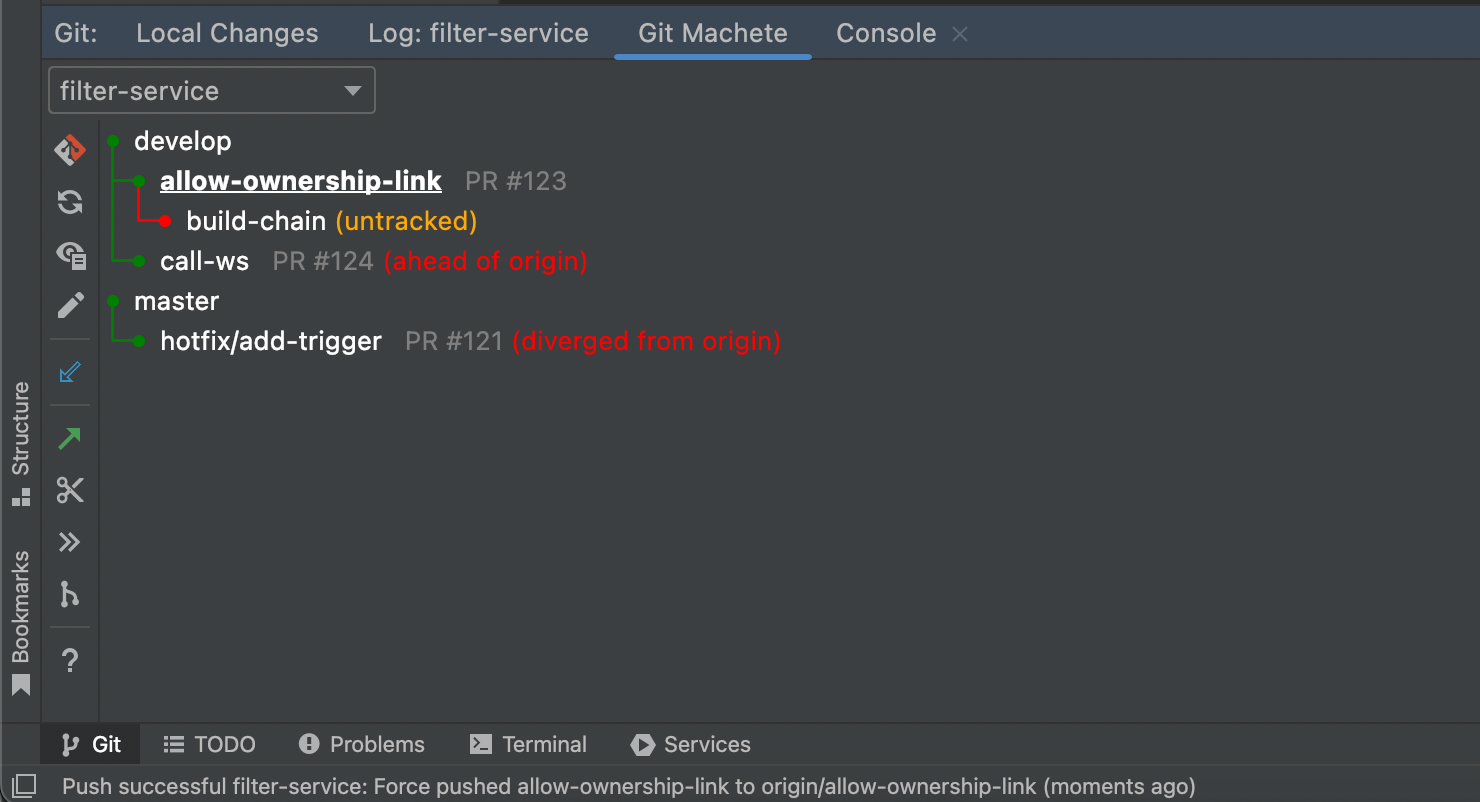 Git: Local Changes Log: filter-service Git Machete Console
filter-service
develop
allow-ownership-link PR #123
build-chain (untracked)
call-ws PR #124 (ahead of origin)
master
hotfix/add-trigger PR #121 (diverged from origin)
?
Structure
Bookmarks
Git TODO Problems Terminal Services
Push successful filter-service: Force pushed allow-ownership-link to origin/allow-ownership-link (moments ago)